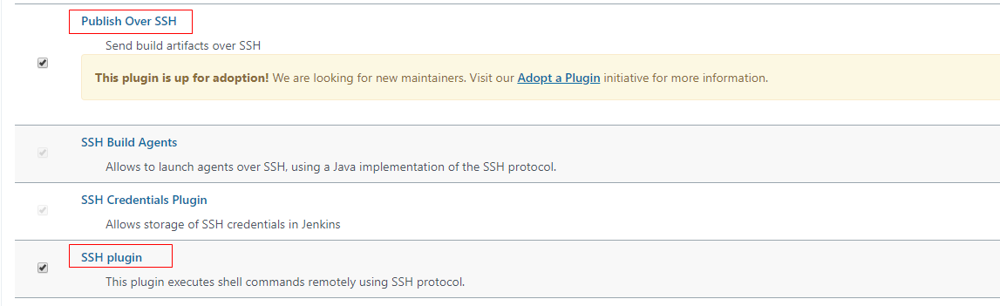 Publish Over SSH
Send build artifacts over SSH
This plugin is up for adoption! We are looking for new maintainers. Visit our Adopt a Plugin initiative for more information.
SSH Build Agents
Allows to launch agents over SSH, using a Java implementation of the SSH protocol.
SSH Credentials Plugin
Allows storage of SSH credentials in Jenkins
SSH plugin
This plugin executes shell commands remotely using SSH protocol.